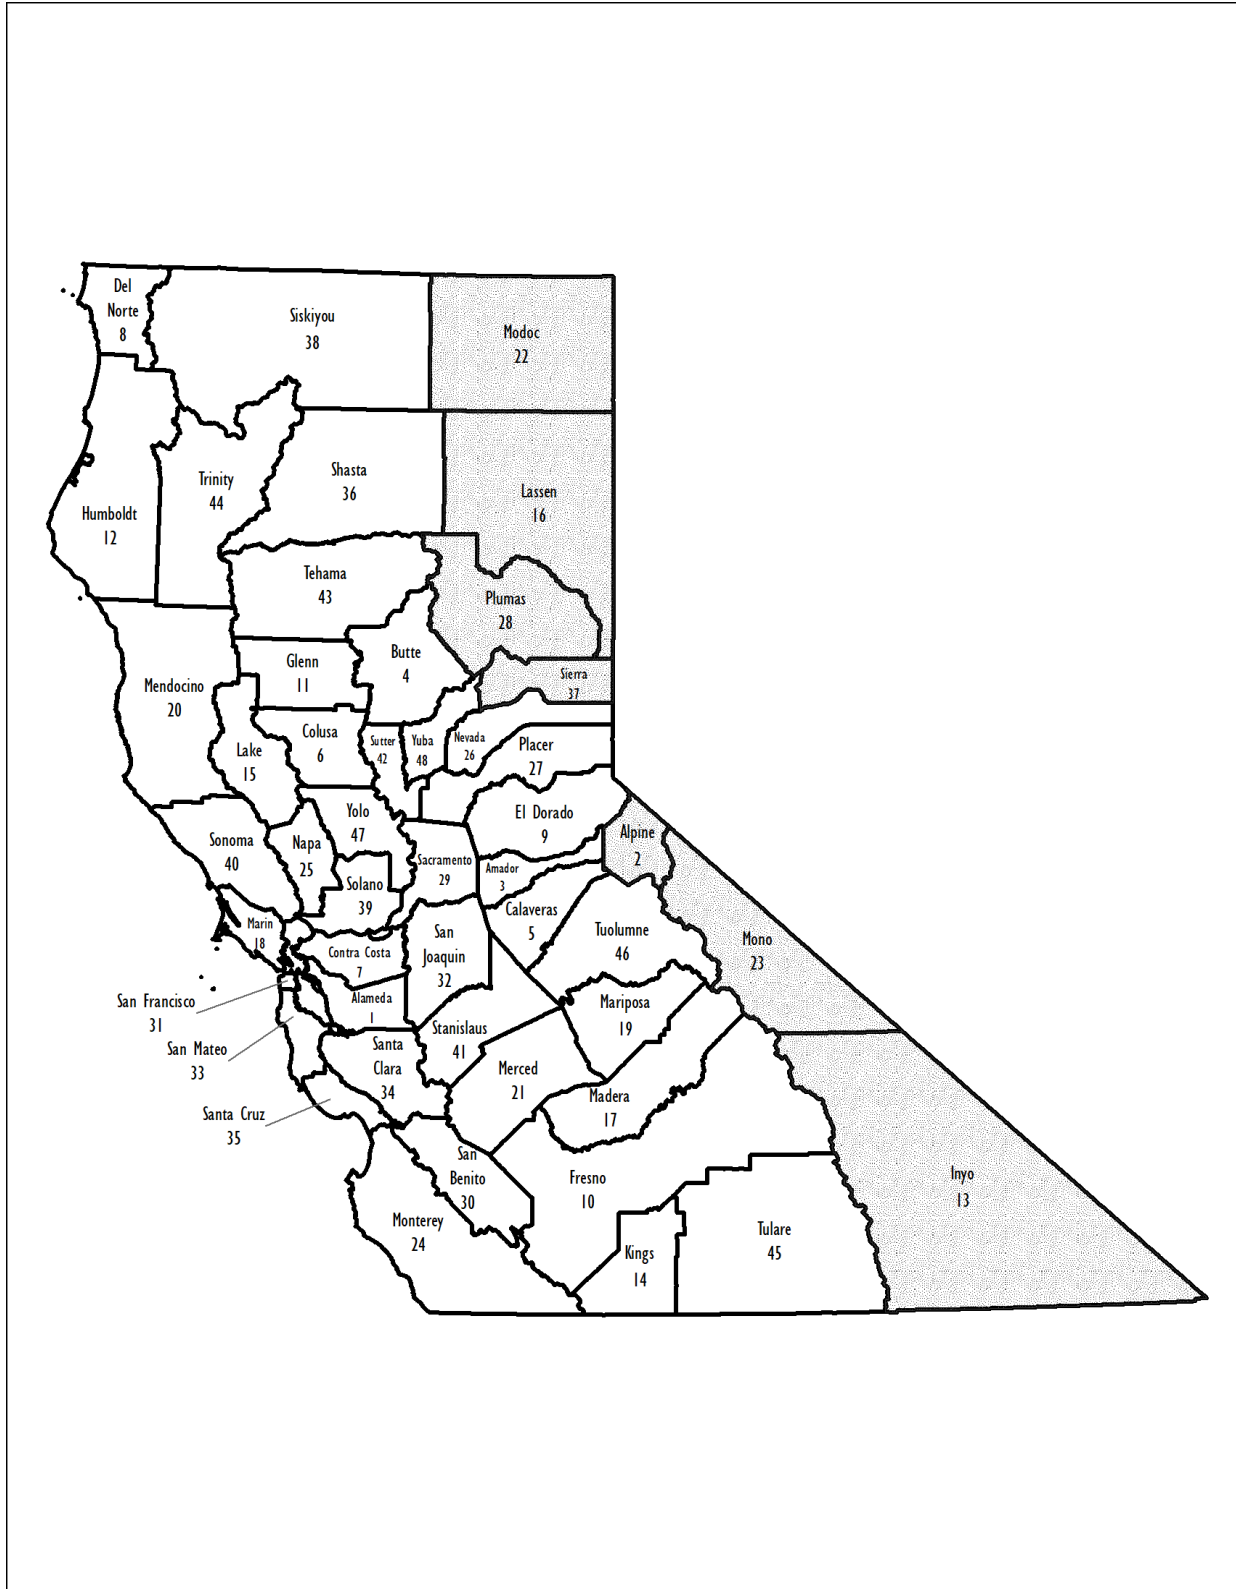 Del
Norte
8
Siskiyou
38
Modoc
22
Trinity
44
Shasta
36
Lassen
16
Humboldt
12
Tehama
43
Plumas
28
Butte
4
Glenn
11
Sierra
37
Mendocino
20
Colusa
6
Lake
15
Sutter
42
Yuba
48
Nevada
26
Placer
27
Yolo
47
El Dorado
9
Sonoma
40
Napa
25
Sacramento
29
Amador
3
Alpine
2
Solano
39
Calaveras
5
Marin
18
Contra Costa
7
San
Joaquin
32
Tuolumne
46
Mono
23
San Francisco
31
Alameda
1
Mariposa
19
San Mateo
33
Santa
Clara
34
Stanislaus
41
Merced
21
Madera
17
Santa Cruz
35
San
Benito
30
Fresno
10
Inyo
13
Monterey
24
Kings
14
Tulare
45